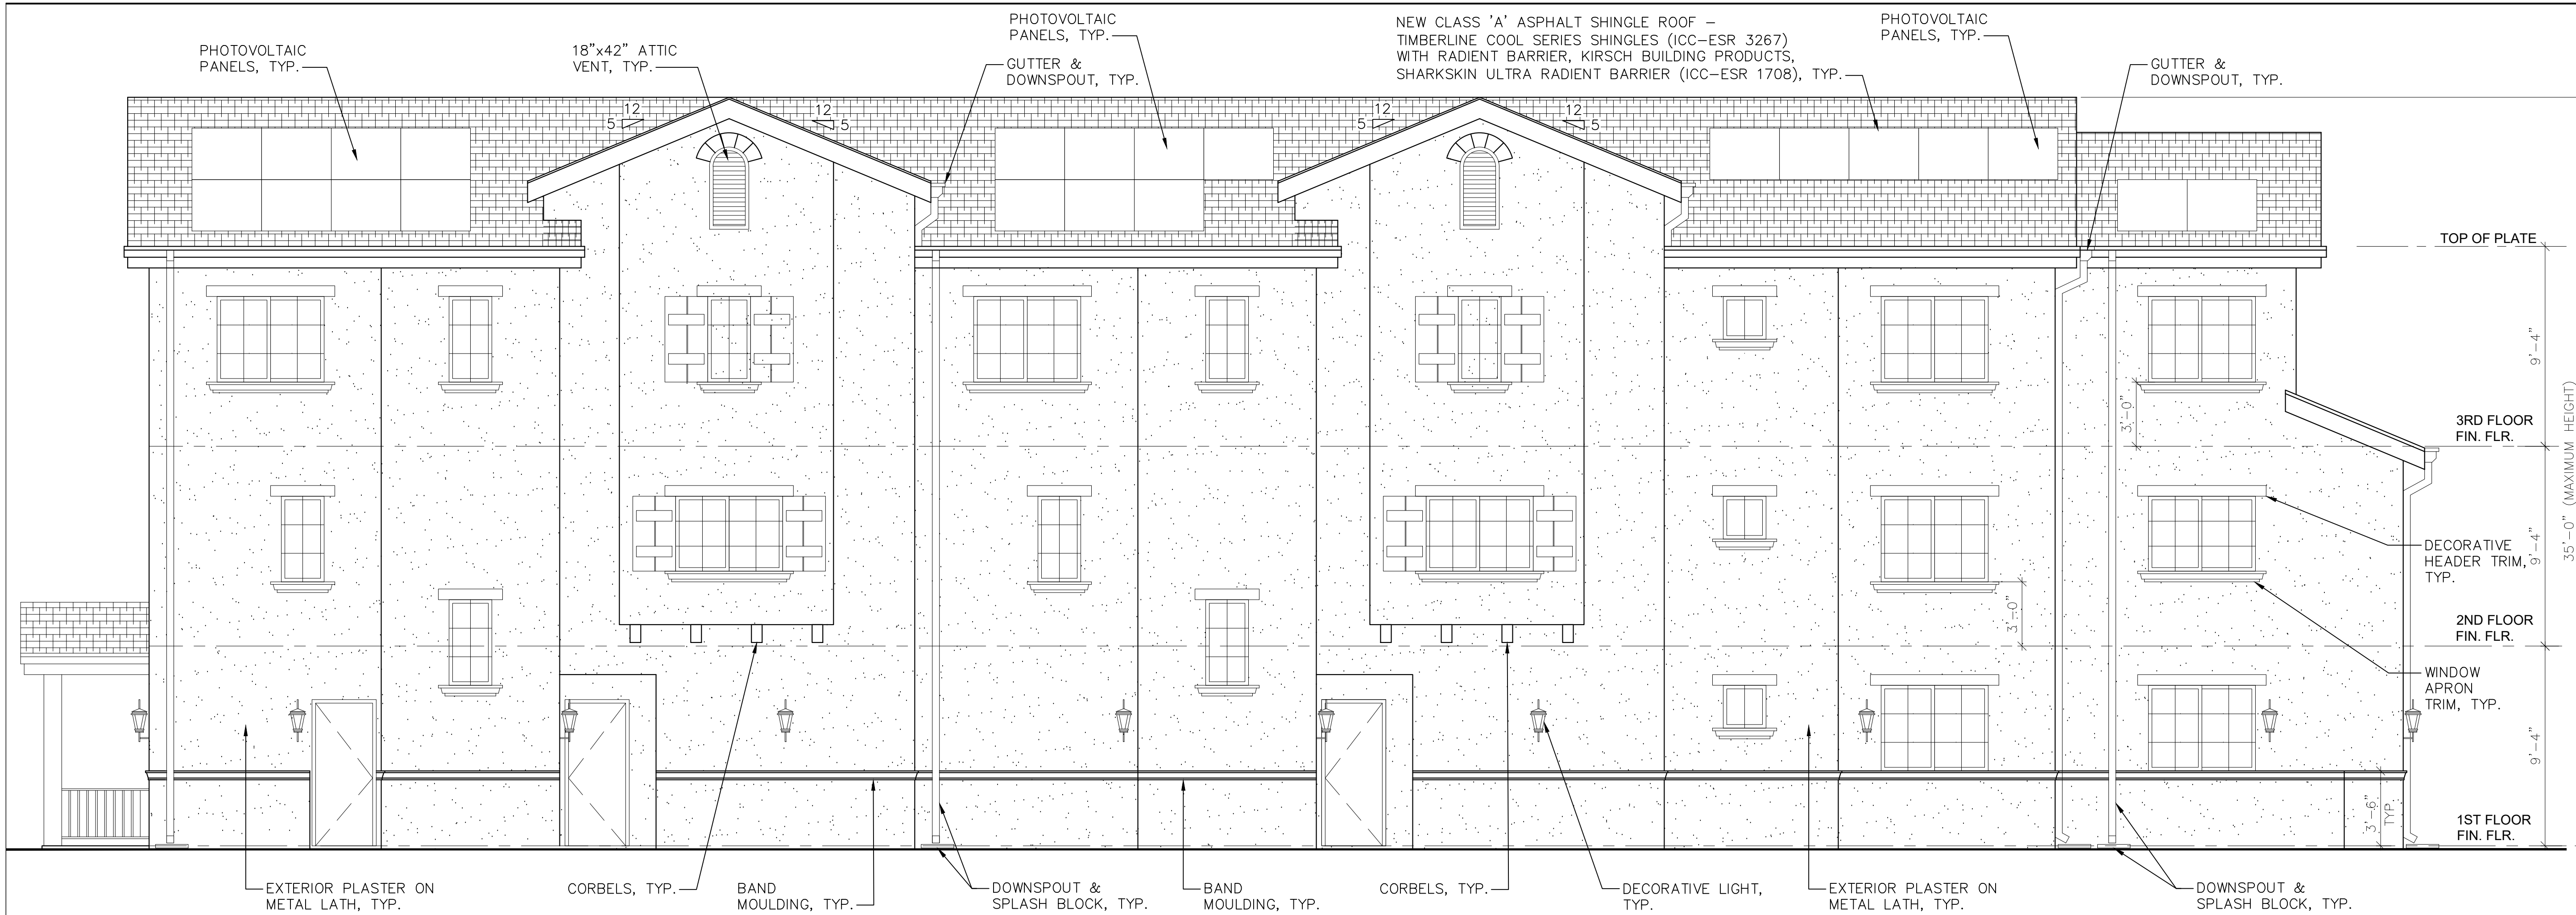 PHOTOVOLTAIC
PANELS, TYP.
18"x42" ATTIC
VENT, TYP.
PHOTOVOLTAIC
PANELS, TYP.
GUTTER &
DOWNSPOUT, TYP.
NEW CLASS 'A' ASPHALT SHINGLE ROOF –
TIMBERLINE COOL SERIES SHINGLES (ICC–ESR 3267)
WITH RADIENT BARRIER, KIRSCH BUILDING PRODUCTS,
SHARKSKIN ULTRA RADIENT BARRIER (ICC–ESR 1708), TYP.
PHOTOVOLTAIC
PANELS, TYP.
GUTTER &
DOWNSPOUT, TYP.
12
5
12
5
12
5
12
5
TOP OF PLATE
9'–4"
3'–0"
3RD FLOOR
FIN. FLR.
35'–0" (MAXIMUM HEIGHT)
9'–4"
DECORATIVE
HEADER TRIM,
TYP.
3'–0"
2ND FLOOR
FIN. FLR.
WINDOW
APRON
TRIM, TYP.
9'–4"
3'–6"
TYP.
1ST FLOOR
FIN. FLR.
EXTERIOR PLASTER ON
METAL LATH, TYP.
CORBELS, TYP.
BAND
MOULDING, TYP.
DOWNSPOUT &
SPLASH BLOCK, TYP.
BAND
MOULDING, TYP.
CORBELS, TYP.
DECORATIVE LIGHT,
TYP.
EXTERIOR PLASTER ON
METAL LATH, TYP.
DOWNSPOUT &
SPLASH BLOCK, TYP.